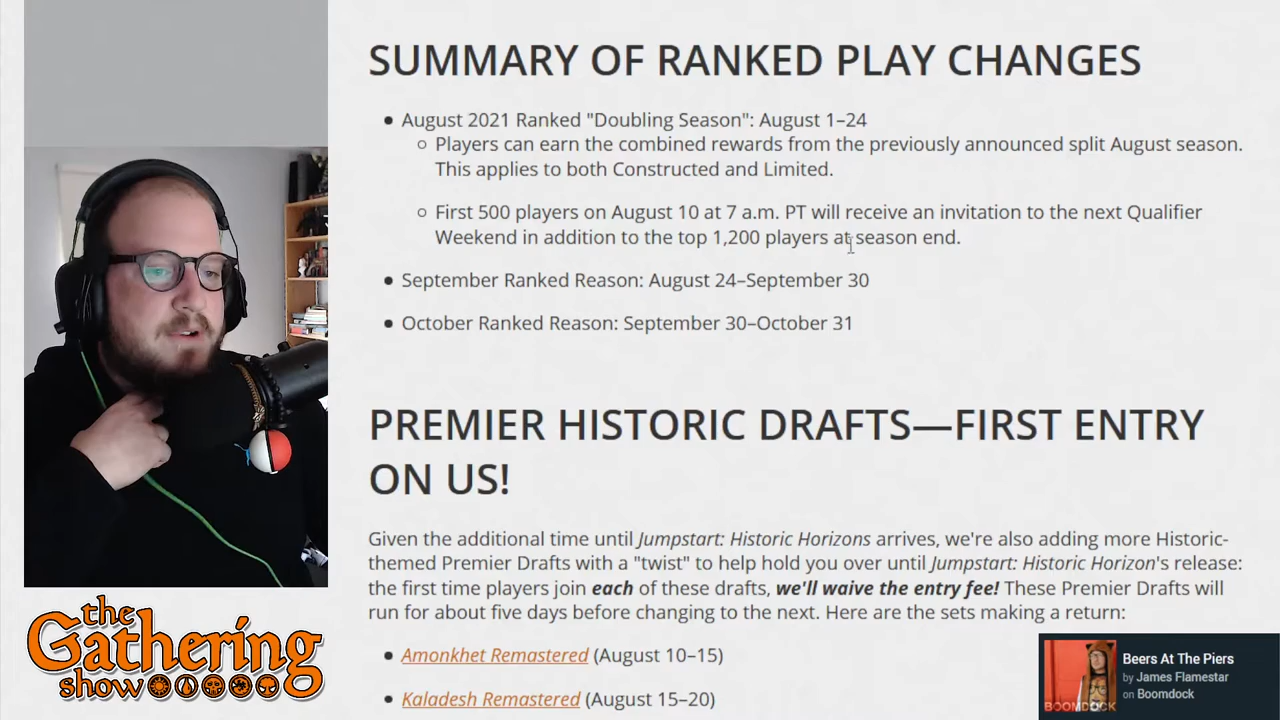 SUMMARY OF RANKED PLAY CHANGES
August 2021 Ranked "Doubling Season": August 1–24
Players can earn the combined rewards from the previously announced split August season.
This applies to both Constructed and Limited.
First 500 players on August 10 at 7 a.m. PT will receive an invitation to the next Qualifier
Weekend in addition to the top 1,200 players at season end.
September Ranked Reason: August 24–September 30
October Ranked Reason: September 30–October 31
PREMIER HISTORIC DRAFTS—FIRST ENTRY
ON US!
Given the additional time until Jumpstart: Historic Horizons arrives, we're also adding more Historic-
themed Premier Drafts with a "twist" to help hold you over until Jumpstart: Historic Horizon's release:
the first time players join each of these drafts, we'll waive the entry fee! These Premier Drafts will
run for about five days before changing to the next. Here are the sets making a return:
Amonkhet Remastered (August 10–15)
Kaladesh Remastered (August 15–20)
the
Gathering
show
Beers At The Piers
by James Flamestar
on Boomdock
BOOMDOCK